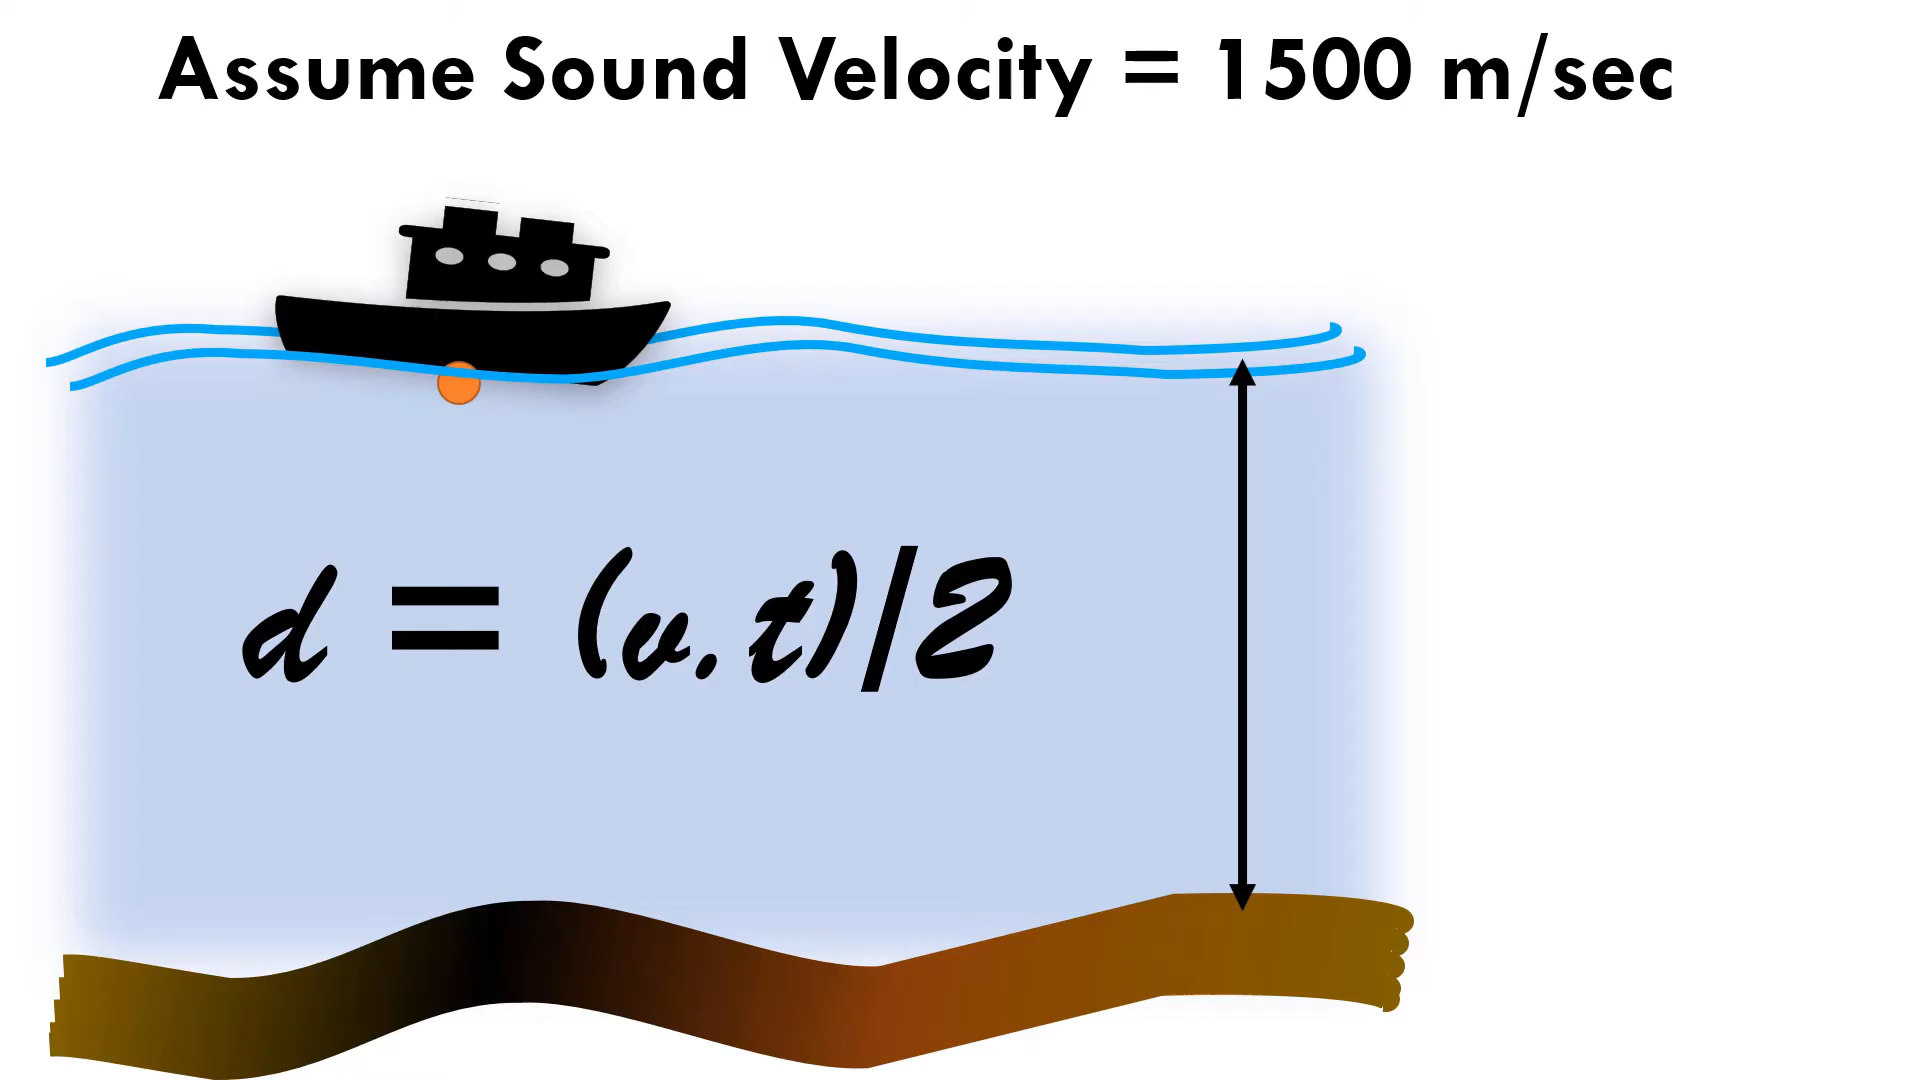 Assume Sound Velocity = 1500 m/sec
d = (v.t)/2